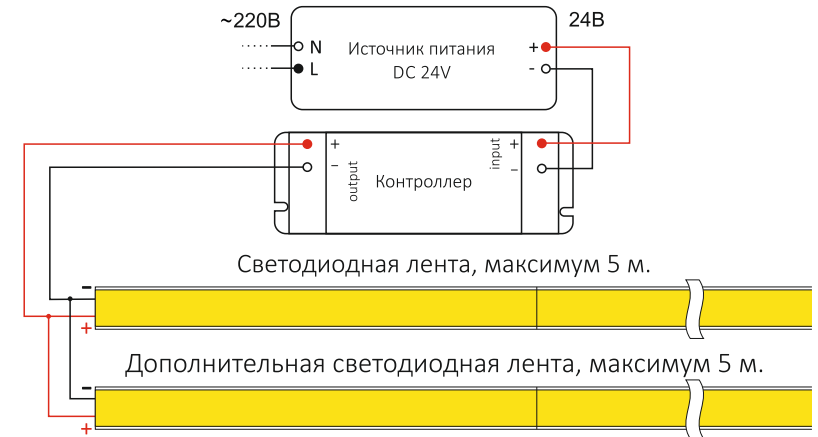 ~220В
24В
N
Источник питания
+
L
DC 24V
-
+
input
+
-
output
Контроллер
-
Светодиодная лента, максимум 5 м.
-
+
Дополнительная светодиодная лента, максимум 5 м.
-
+